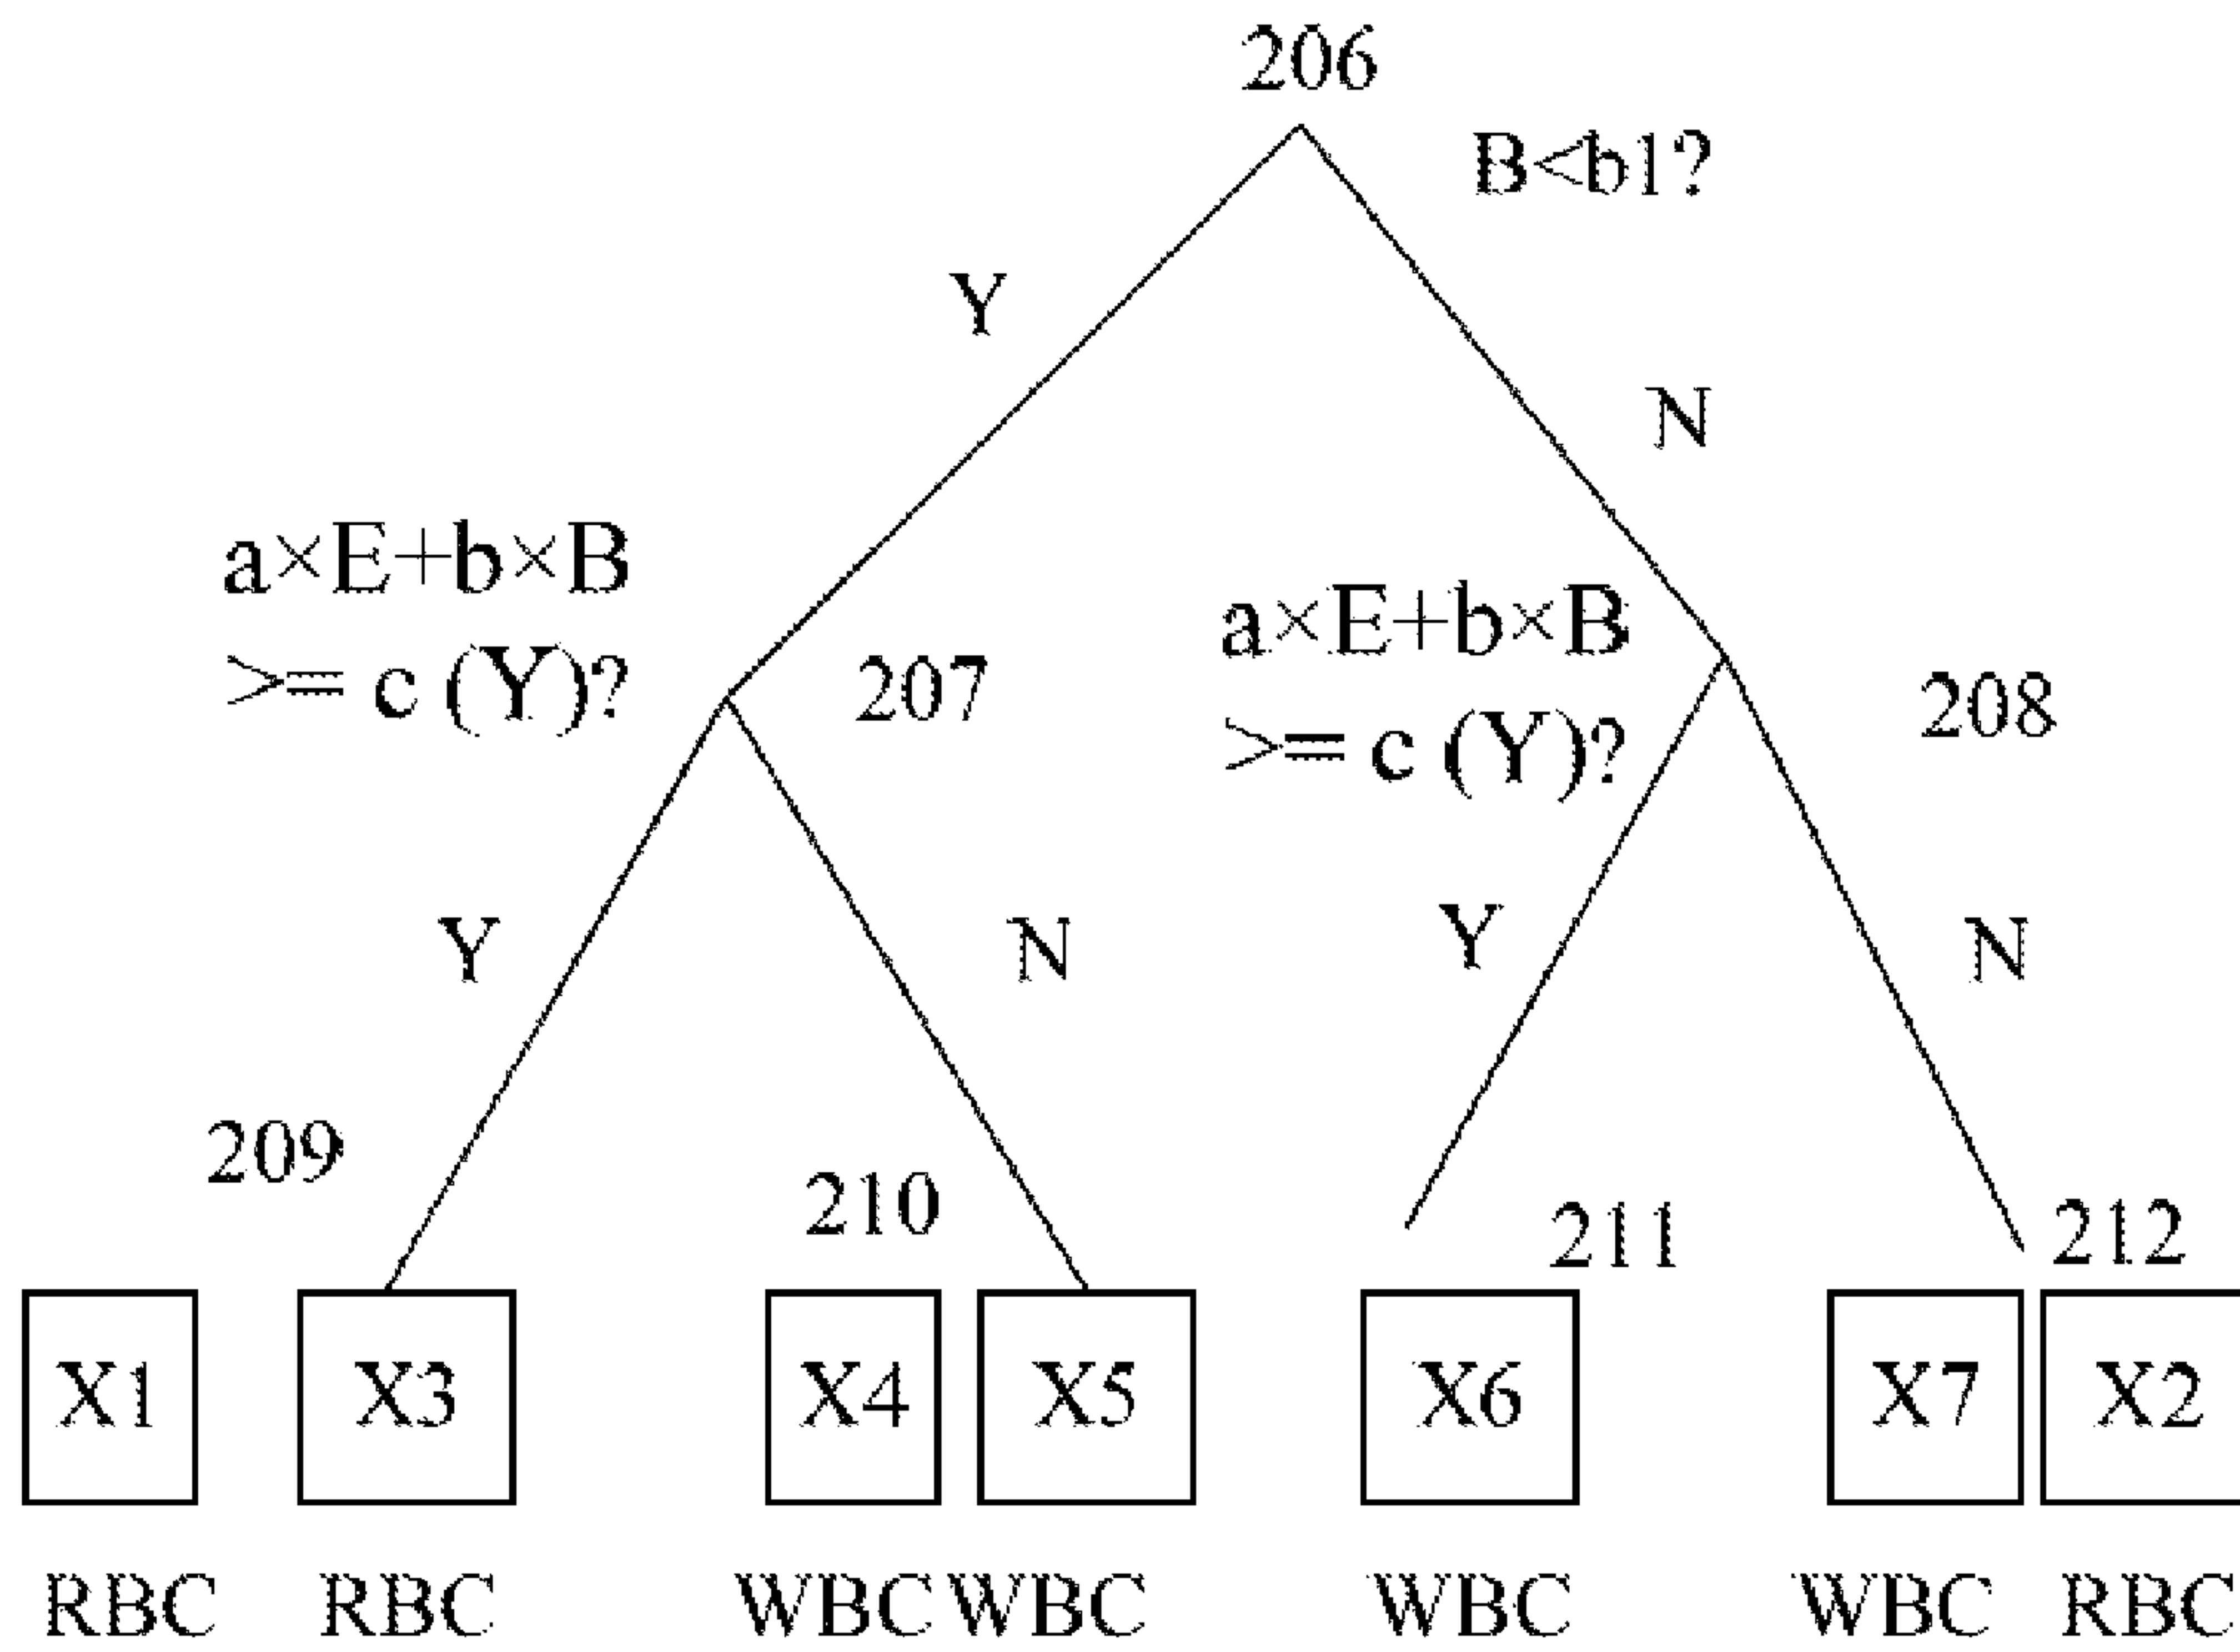 206
B<b1?
Y
N
a×E+b×B
>= c (Y)?
207
a×E+b×B
>= c (Y)?
208
Y
N
Y
N
209
210
211
212
X1
X3
X4
X5
X6
X7
X2
RBC
RBC
WBC
WBC
WBC
WBC
RBC